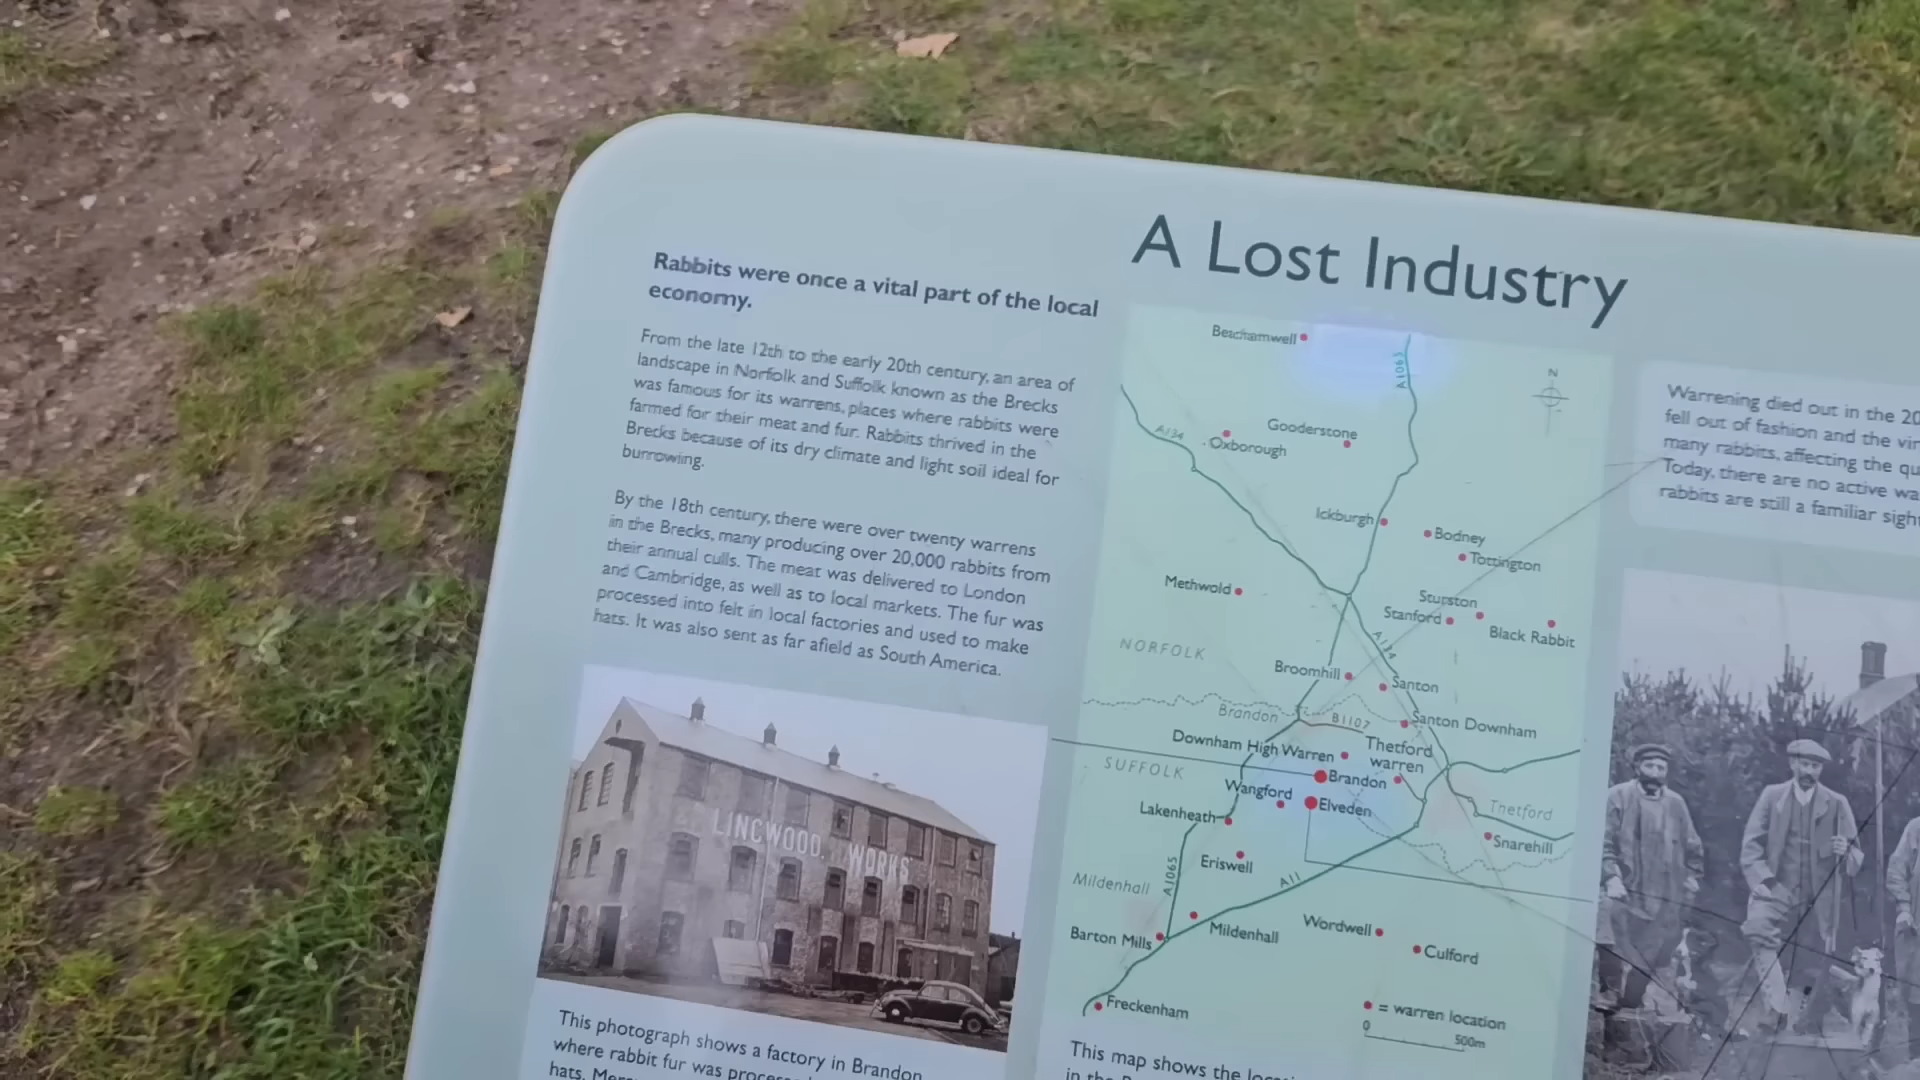 A Lost Industry
Rabbits were once a vital part of the local
economy.
From the late 12th to the early 20th century, an area of
landscape in Norfolk and Suffolk known as the Brecks
was famous for its warrens, places where rabbits were
farmed for their meat and fur. Rabbits thrived in the
Brecks because of its dry climate and light soil ideal for
burrowing.
By the 18th century, there were over twenty warrens
in the Brecks, many producing over 20,000 rabbits from
their annual culls. The meat was delivered to London
and Cambridge, as well as to local markets. The fur was
processed into felt in local factories and used to make
hats. It was also sent as far afield as South America.
LINGWOOD. WORKS
This photograph shows a factory in Brandon
where rabbit fur was
hats.
Beachamwell
A1065
N
A134
Oxborough
Gooderstone
Ickburgh
Bodney
Tottington
Methwold
Sturston
Stanford
Black Rabbit
A134
NORFOLK
Broomhill
Santon
Brandon
B1107
Santon Downham
Downham High Warren
Thetford
warren
SUFFOLK
Brandon
Wangford
Elveden
Thetford
Lakenheath
Snarehill
Eriswell
A1065
Mildenhall
A11
Barton Mills
Mildenhall
Wordwell
Culford
Freckenham
= warren location
0
500m
This map shows the
in the
Warrening died out in the
fell out of fashion and the
many rabbits, affecting the
Today, there are no active
rabbits are still a familiar sight